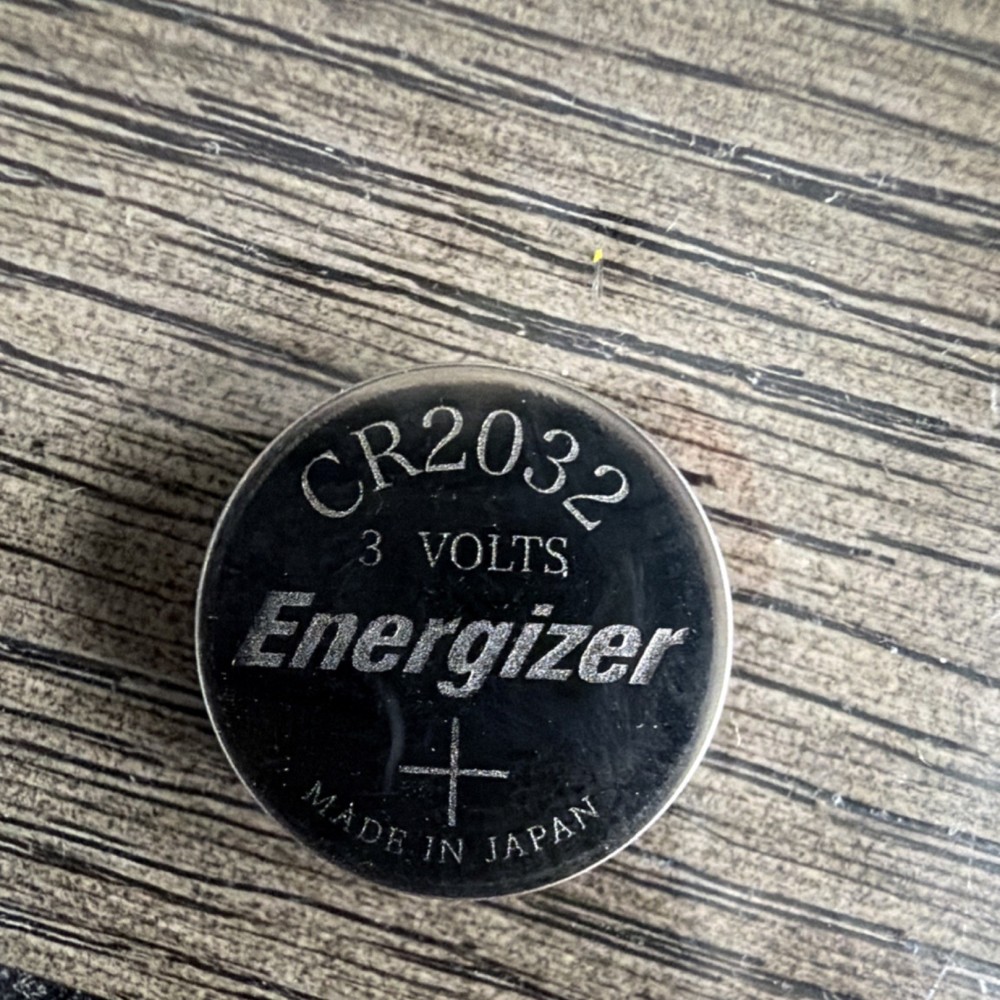 CR2032
3 VOLTS
Energizer
+
MADE IN JAPAN